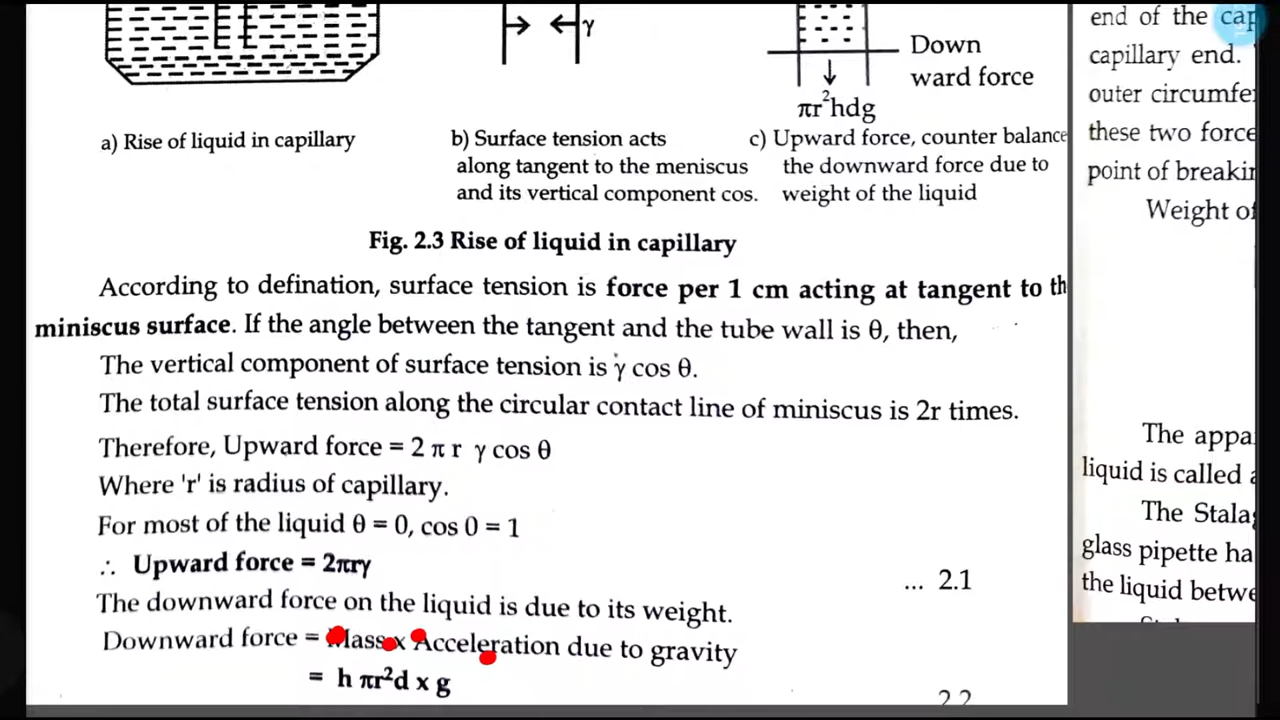 γ
Down
ward force
πr²hdg
a) Rise of liquid in capillary
b) Surface tension acts
along tangent to the meniscus
and its vertical component cos.
c) Upward force, counter balance
the downward force due to
weight of the liquid
Fig. 2.3 Rise of liquid in capillary
According to defination, surface tension is force per 1 cm acting at tangent to th
miniscus surface. If the angle between the tangent and the tube wall is θ, then,
The vertical component of surface tension is γ cos θ.
The total surface tension along the circular contact line of miniscus is 2r times.
Therefore, Upward force = 2 π r γ cos θ
Where 'r' is radius of capillary.
For most of the liquid θ = 0, cos 0 = 1
∴ Upward force = 2πrγ ... 2.1
The downward force on the liquid is due to its weight.
Downward force = Mass x Acceleration due to gravity
= h πr²d x g
2.2
end of the cap
capillary end.
outer circumfe
these two force
point of breakin
Weight of
The appa
liquid is called a
The Stala
glass pipette ha
the liquid betwe